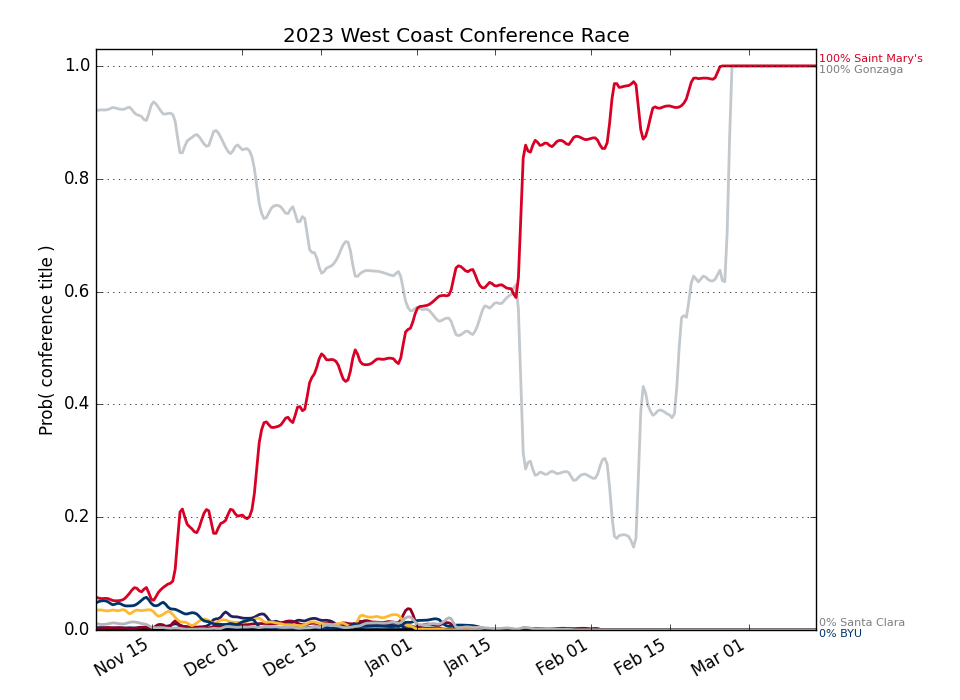 2023 West Coast Conference Race
Prob( conference title )
1.0
0.8
0.6
0.4
0.2
0.0
Nov 15
Dec 01
Dec 15
Jan 01
Jan 15
Feb 01
Feb 15
Mar 01
100% Saint Mary's
100% Gonzaga
0% Santa Clara
0% BYU